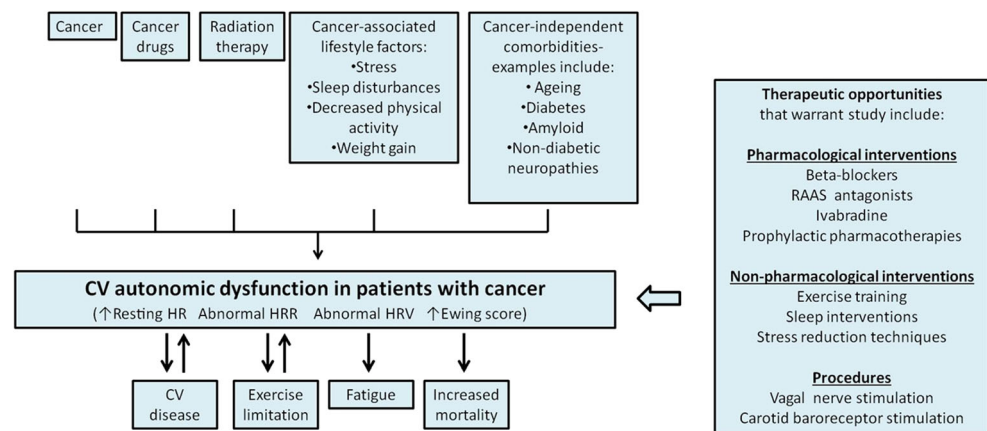 Cancer
Cancer
drugs
Radiation
therapy
Cancer-associated
lifestyle factors:
•Stress
•Sleep disturbances
•Decreased physical
activity
•Weight gain
Cancer-independent
comorbidities-
examples include:
• Ageing
•Diabetes
•Amyloid
•Non-diabetic
neuropathies
CV autonomic dysfunction in patients with cancer
(↑Resting HR Abnormal HRR Abnormal HRV ↑Ewing score)
CV
disease
Exercise
limitation
Fatigue
Increased
mortality
Therapeutic opportunities
that warrant study include:
Pharmacological interventions
Beta-blockers
RAAS antagonists
Ivabradine
Prophylactic pharmacotherapies
Non-pharmacological interventions
Exercise training
Sleep interventions
Stress reduction techniques
Procedures
Vagal nerve stimulation
Carotid baroreceptor stimulation